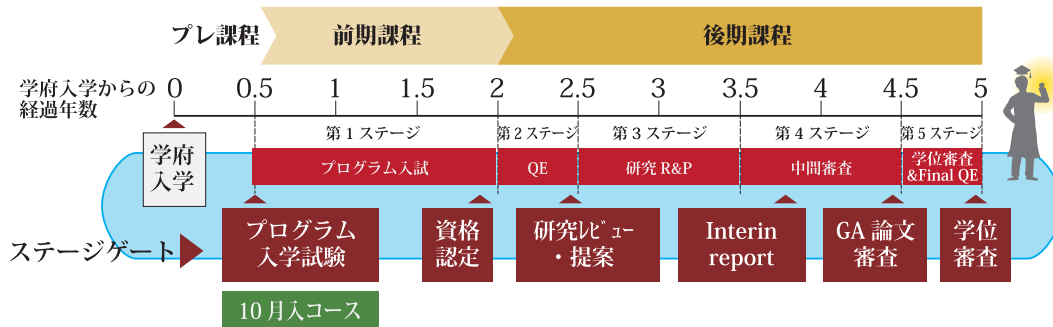 プレ課程
前期課程
後期課程
学府入学からの
経過年数
0 0.5 1 1.5 2 2.5 3 3.5 4 4.5 5
第1ステージ
第2ステージ
第3ステージ
第4ステージ
第5ステージ
学府
入学
プログラム入試
QE
研究 R&P
中間審査
学位審査
&Final QE
ステージゲート
プログラム
入学試験
資格
認定
研究ﾚﾋﾞｭｰ
・提案
Interin
report
GA 論文
審査
学位
審査
10月入コース